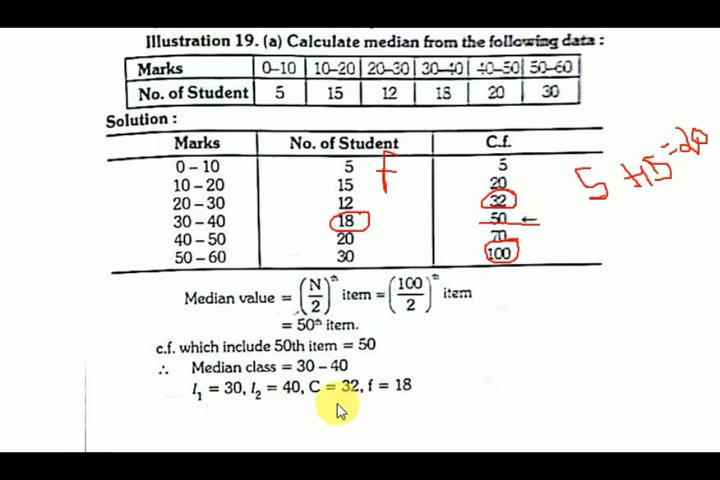 Illustration 19. (a) Calculate median from the following data :
Marks 0–10 10–20 20–30 30–40 40–50 50–60
No. of Student 5 15 12 18 20 30
Solution :
Marks No. of Student C.f.
0 – 10 5 5
10 – 20 15 20
20 – 30 12 32
30 – 40 18 50 ←
40 – 50 20 70
50 – 60 30 100
f
5 +15 = 20
Median value = (N/2)th item = (100/2)th item
= 50th item.
c.f. which include 50th item = 50
∴ Median class = 30 – 40
l1 = 30, l2 = 40, C = 32, f = 18